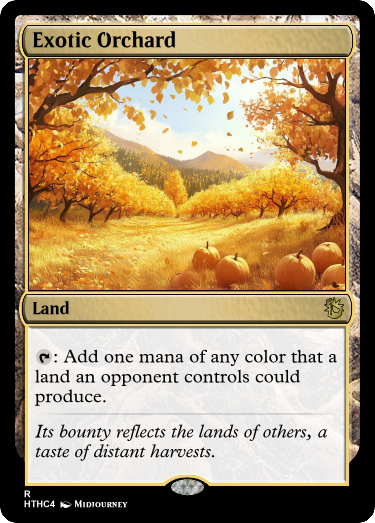 Exotic Orchard
Land
: Add one mana of any color that a
land an opponent controls could
produce.
Its bounty reflects the lands of others, a
taste of distant harvests.
R
HTHC4 MIDJOURNEY